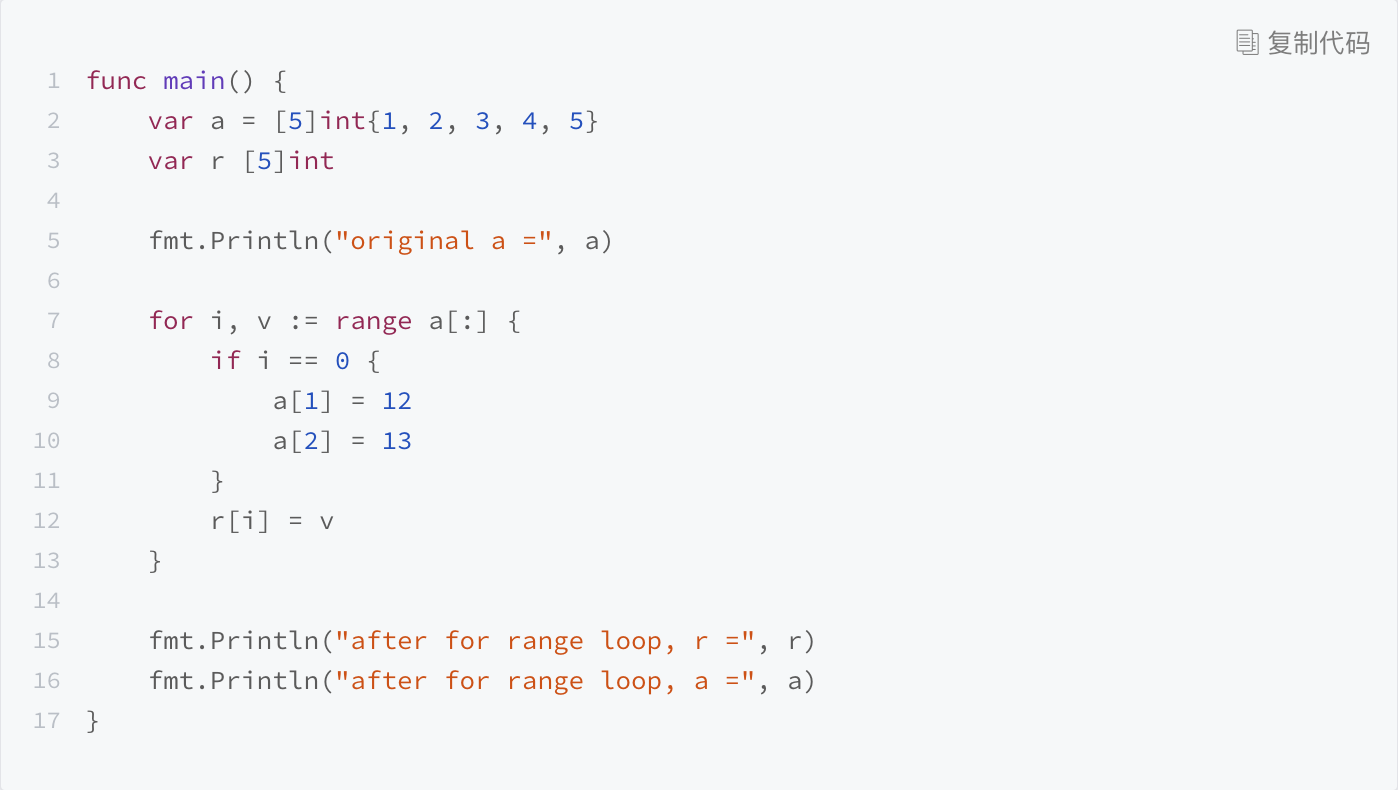 复制代码
1 func main() {
2     var a = [5]int{1, 2, 3, 4, 5}
3     var r [5]int
4
5     fmt.Println("original a =", a)
6
7     for i, v := range a[:] {
8         if i == 0 {
9             a[1] = 12
10             a[2] = 13
11         }
12         r[i] = v
13     }
14
15     fmt.Println("after for range loop, r =", r)
16     fmt.Println("after for range loop, a =", a)
17 }